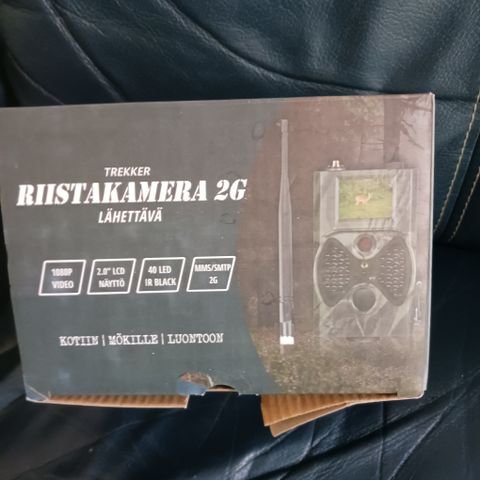 TREKKER
RIISTAKAMERA 2G
LÄHETTÄVÄ
1080P VIDEO
2.0" LCD NÄYTTÖ
40 LED IR BLACK
MMS/SMTP 2G
KOTIIN | MÖKILLE | LUONTOON